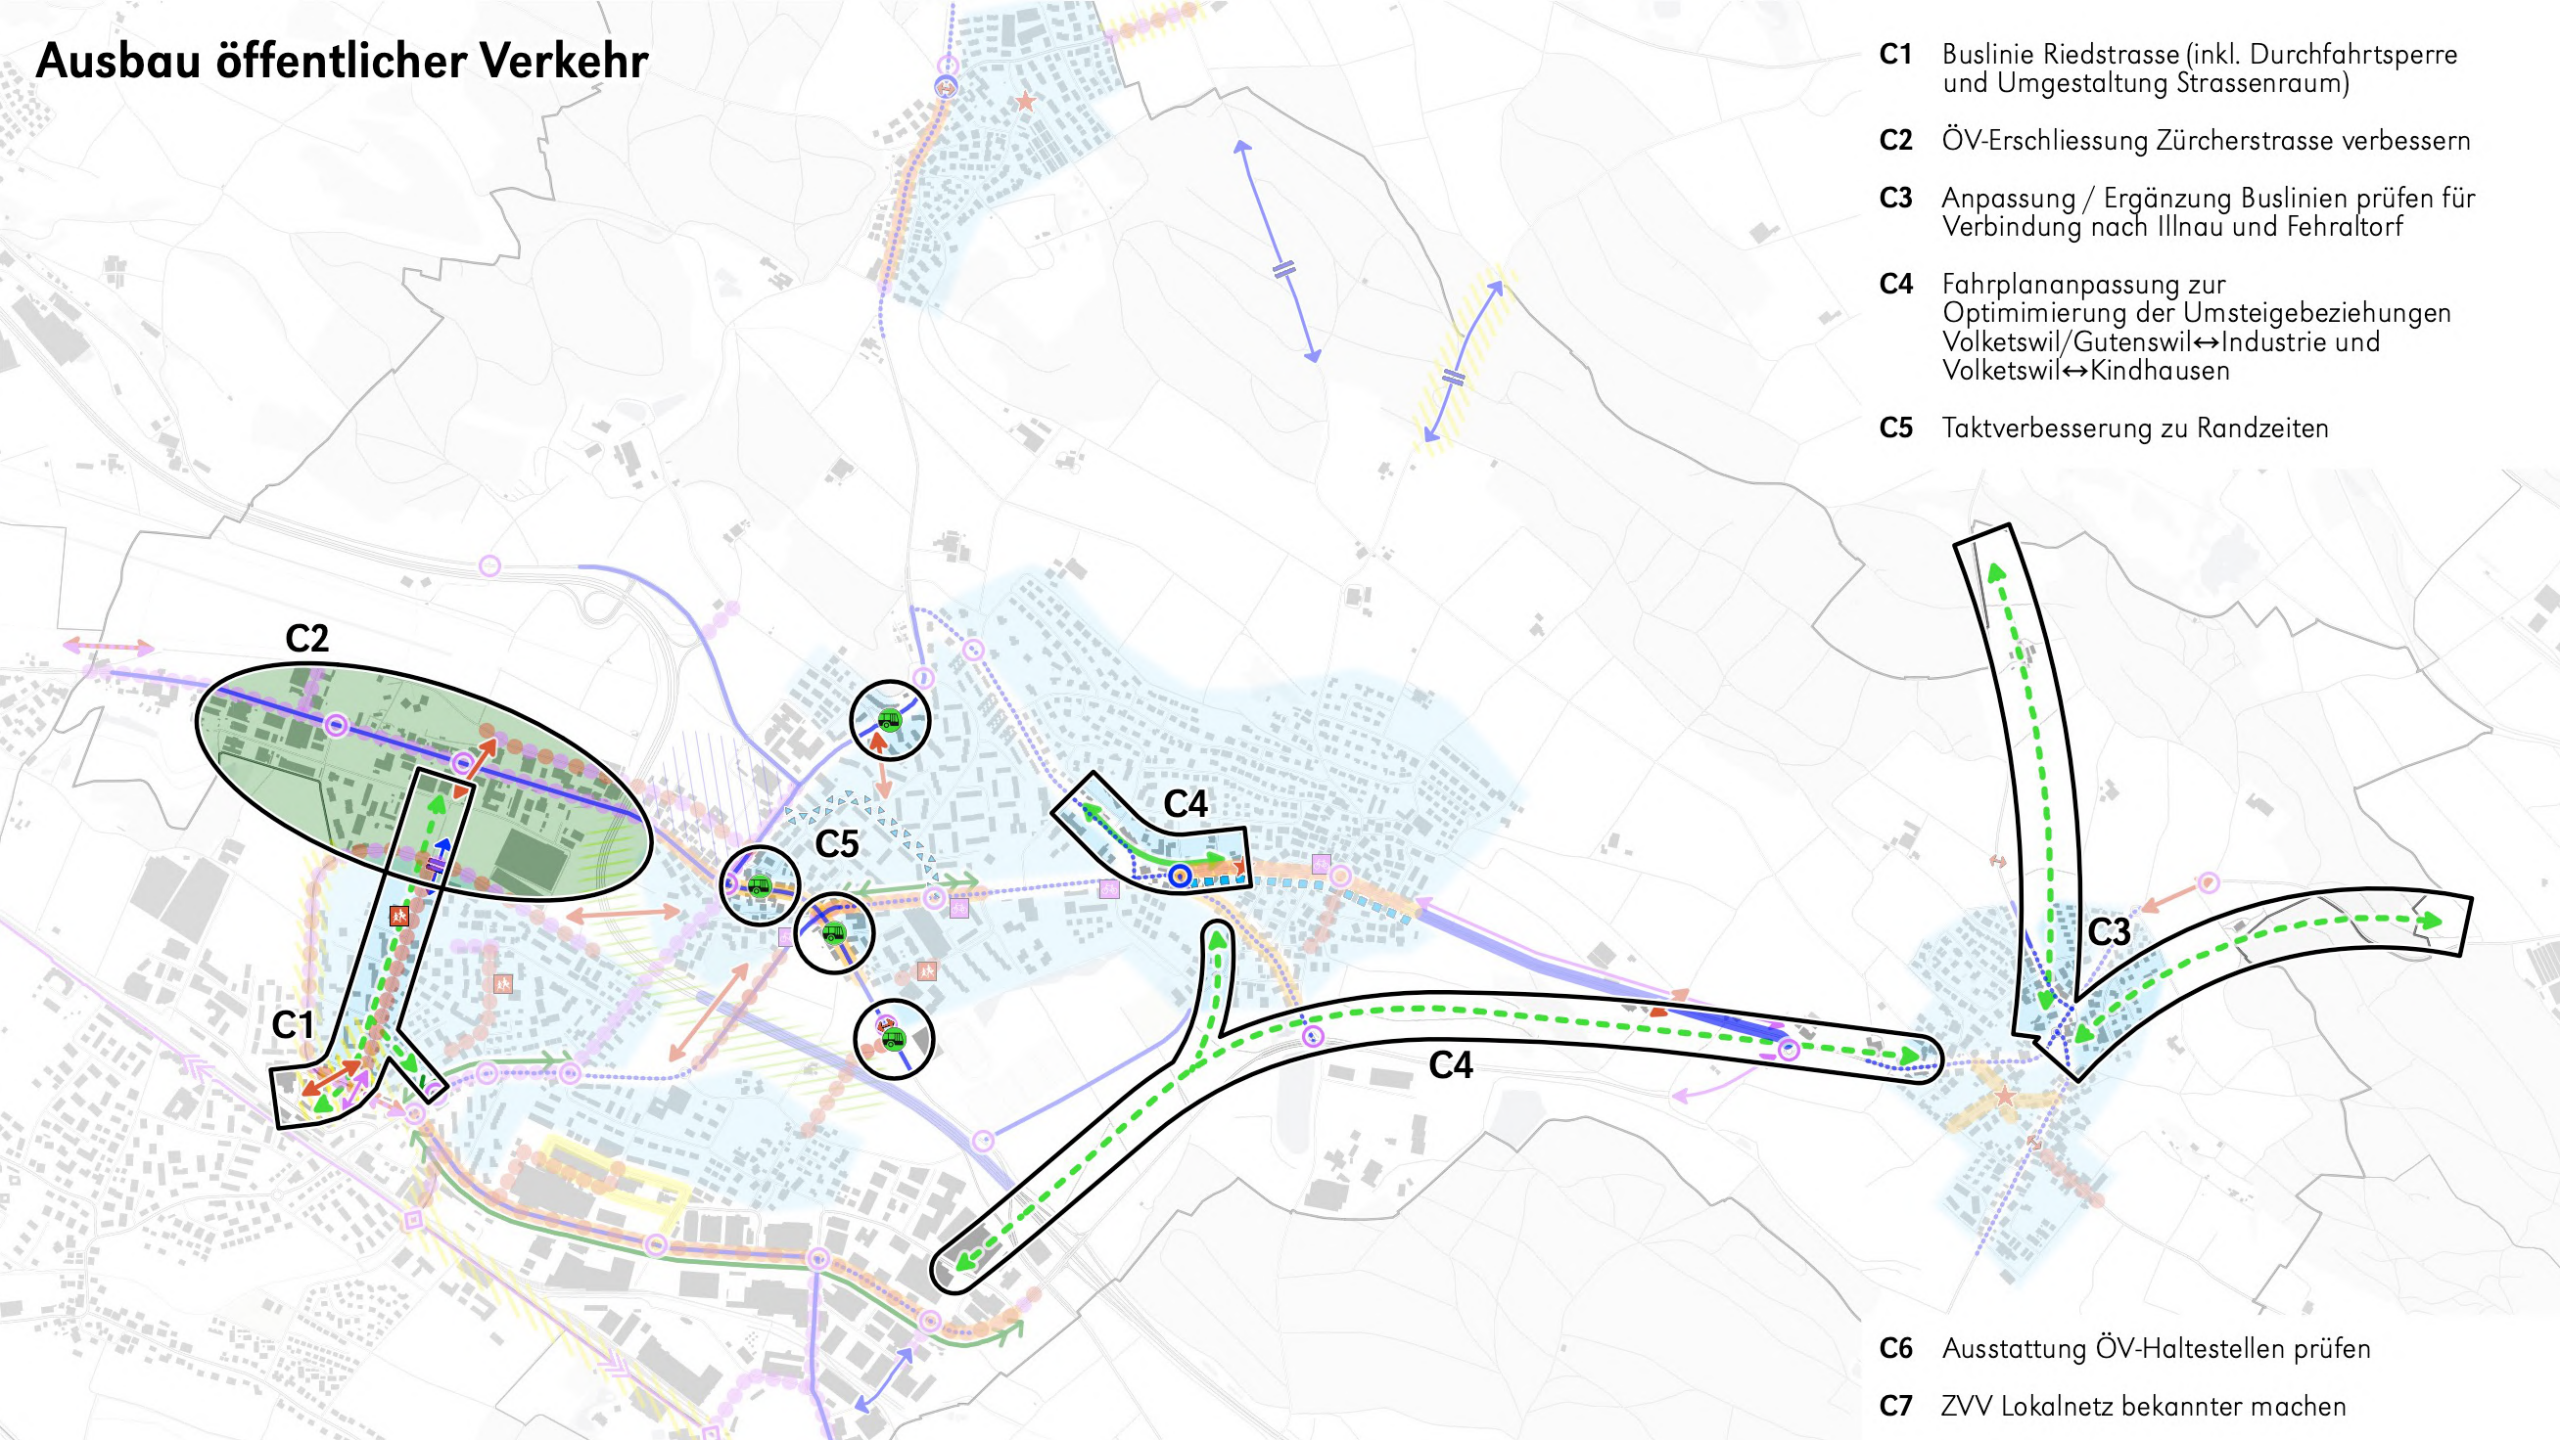 Ausbau öffentlicher Verkehr
C1 Buslinie Riedstrasse (inkl. Durchfahrtsperre
und Umgestaltung Strassenraum)
C2 ÖV-Erschliessung Zürcherstrasse verbessern
C3 Anpassung / Ergänzung Buslinien prüfen für
Verbindung nach Illnau und Fehraltorf
C4 Fahrplananpassung zur
Optimimierung der Umsteigebeziehungen
Volketswil/Gutenswil↔Industrie und
Volketswil↔Kindhausen
C5 Taktverbesserung zu Randzeiten
C2
C4
C5
C3
C1
C4
C6 Ausstattung ÖV-Haltestellen prüfen
C7 ZVV Lokalnetz bekannter machen